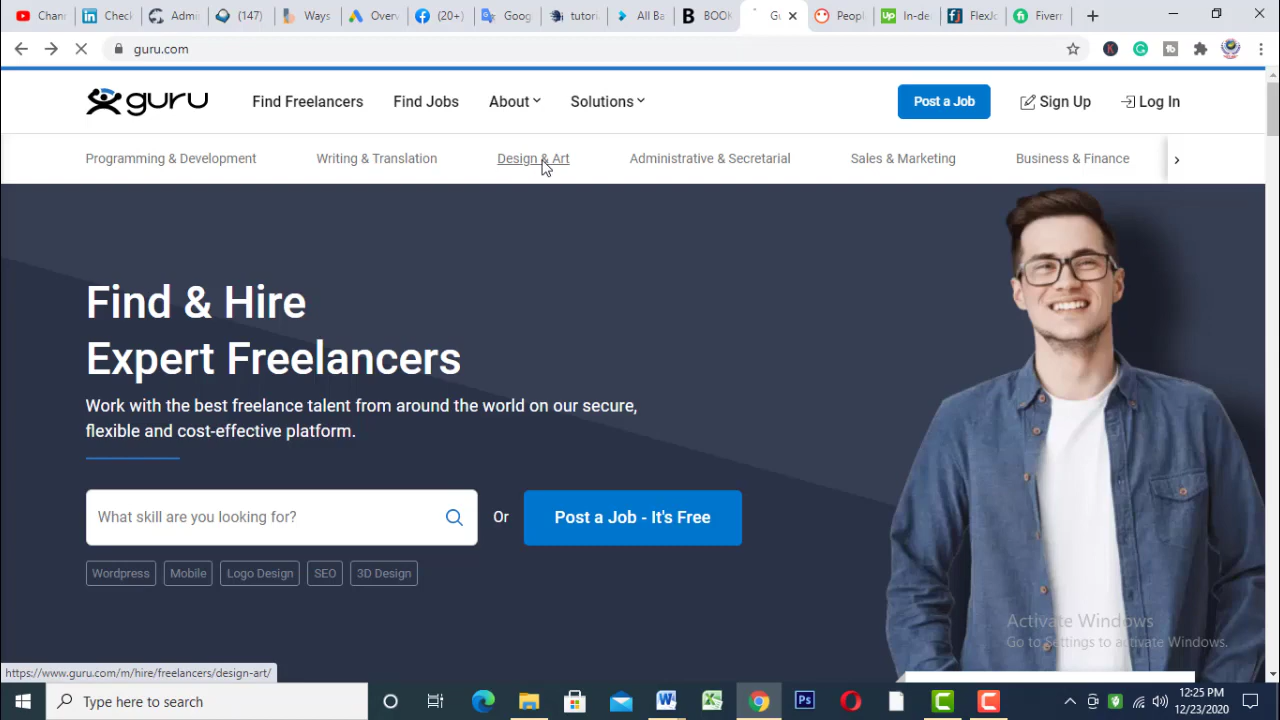 Chan
Check
Admi
(147)
Ways
Overv
(20+)
Goog
tutori
All Ba
BOOK
Gu
Peopl
In-de
FlexJo
Fiverr
guru.com
guru
Find Freelancers
Find Jobs
About
Solutions
Post a Job
Sign Up
Log In
Programming & Development
Writing & Translation
Design & Art
Administrative & Secretarial
Sales & Marketing
Business & Finance
Find & Hire
Expert Freelancers
Work with the best freelance talent from around the world on our secure,
flexible and cost-effective platform.
What skill are you looking for?
Or
Post a Job - It's Free
Wordpress
Mobile
Logo Design
SEO
3D Design
Activate Windows
Go to Settings to activate Windows.
https://www.guru.com/m/hire/freelancers/design-art/
Type here to search
12:25 PM
12/23/2020